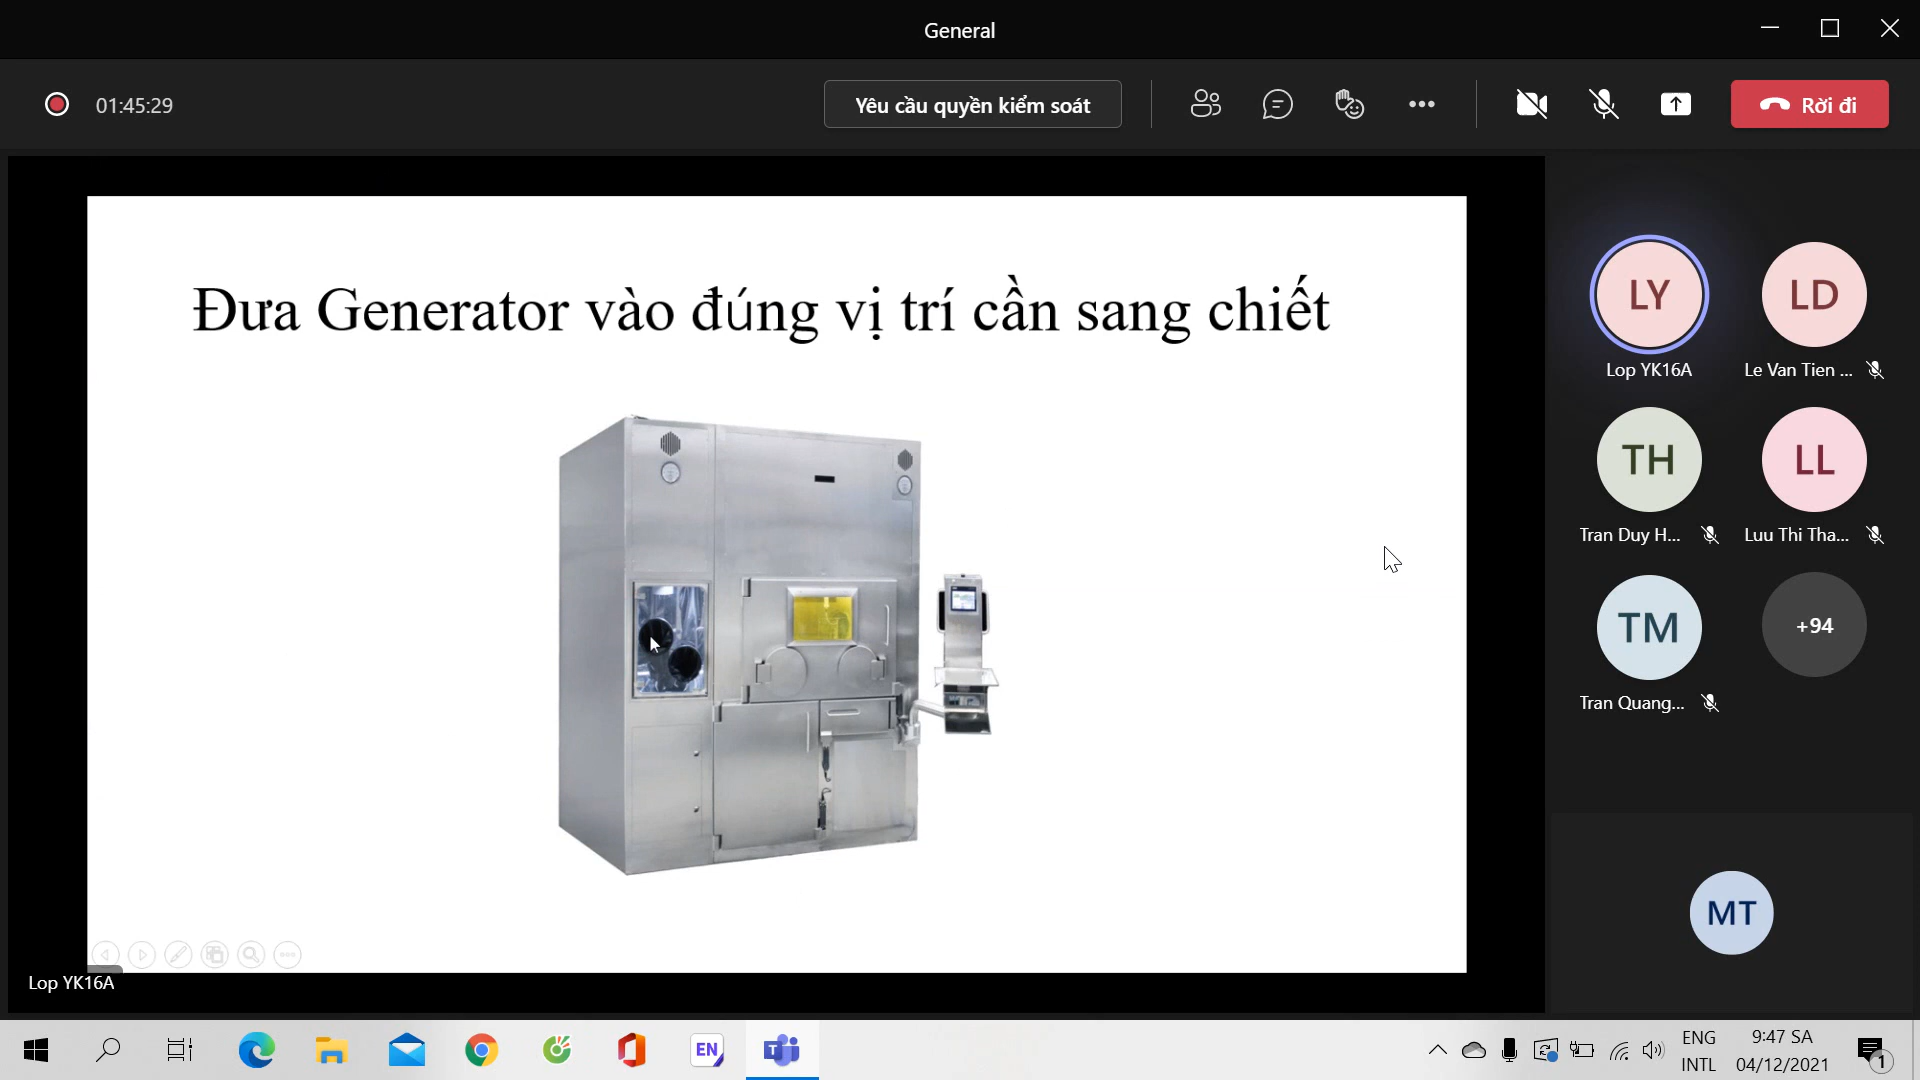 General
01:45:29
Yêu cầu quyền kiểm soát
Rời đi
Đưa Generator vào đúng vị trí cần sang chiết
LY
LD
Lop YK16A
Le Van Tien ...
TH
LL
Tran Duy H...
Luu Thi Tha...
TM
+94
Tran Quang...
MT
Lop YK16A
EN
T
ENG
INTL
9:47 SA
04/12/2021
1